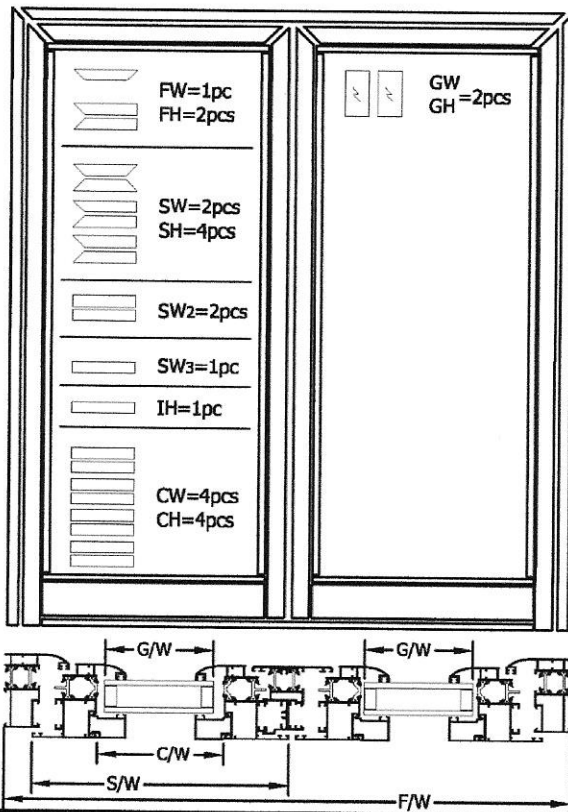 FW=1pc
FH=2pcs
GW
GH
=2pcs
SW=2pcs
SH=4pcs
SW2=2pcs
SW3=1pc
IH=1pc
CW=4pcs
CH=4pcs
G/W
G/W
C/W
S/W
F/W